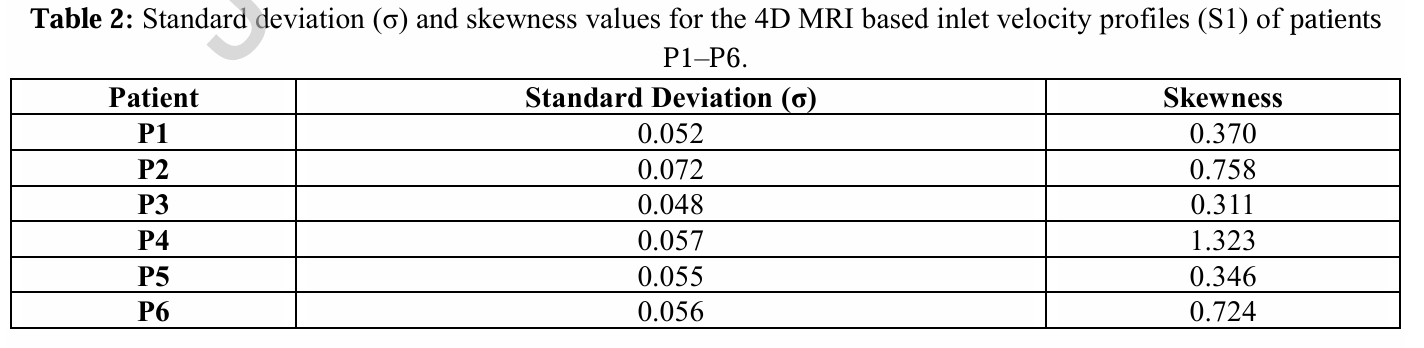 Table 2: Standard deviation (σ) and skewness values for the 4D MRI based inlet velocity profiles (S1) of patients
P1–P6.
Patient Standard Deviation (σ) Skewness
P1 0.052 0.370
P2 0.072 0.758
P3 0.048 0.311
P4 0.057 1.323
P5 0.055 0.346
P6 0.056 0.724